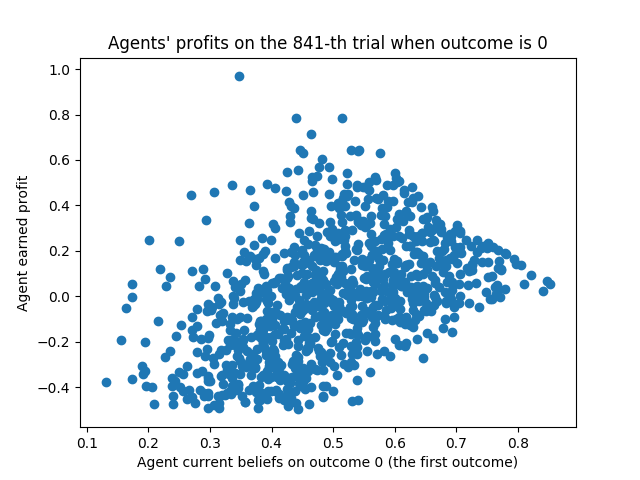 Agents' profits on the 841-th trial when outcome is 0
1.0
0.8
0.6
0.4
0.2
0.0
−0.2
−0.4
Agent earned profit
0.1 0.2 0.3 0.4 0.5 0.6 0.7 0.8
Agent current beliefs on outcome 0 (the first outcome)